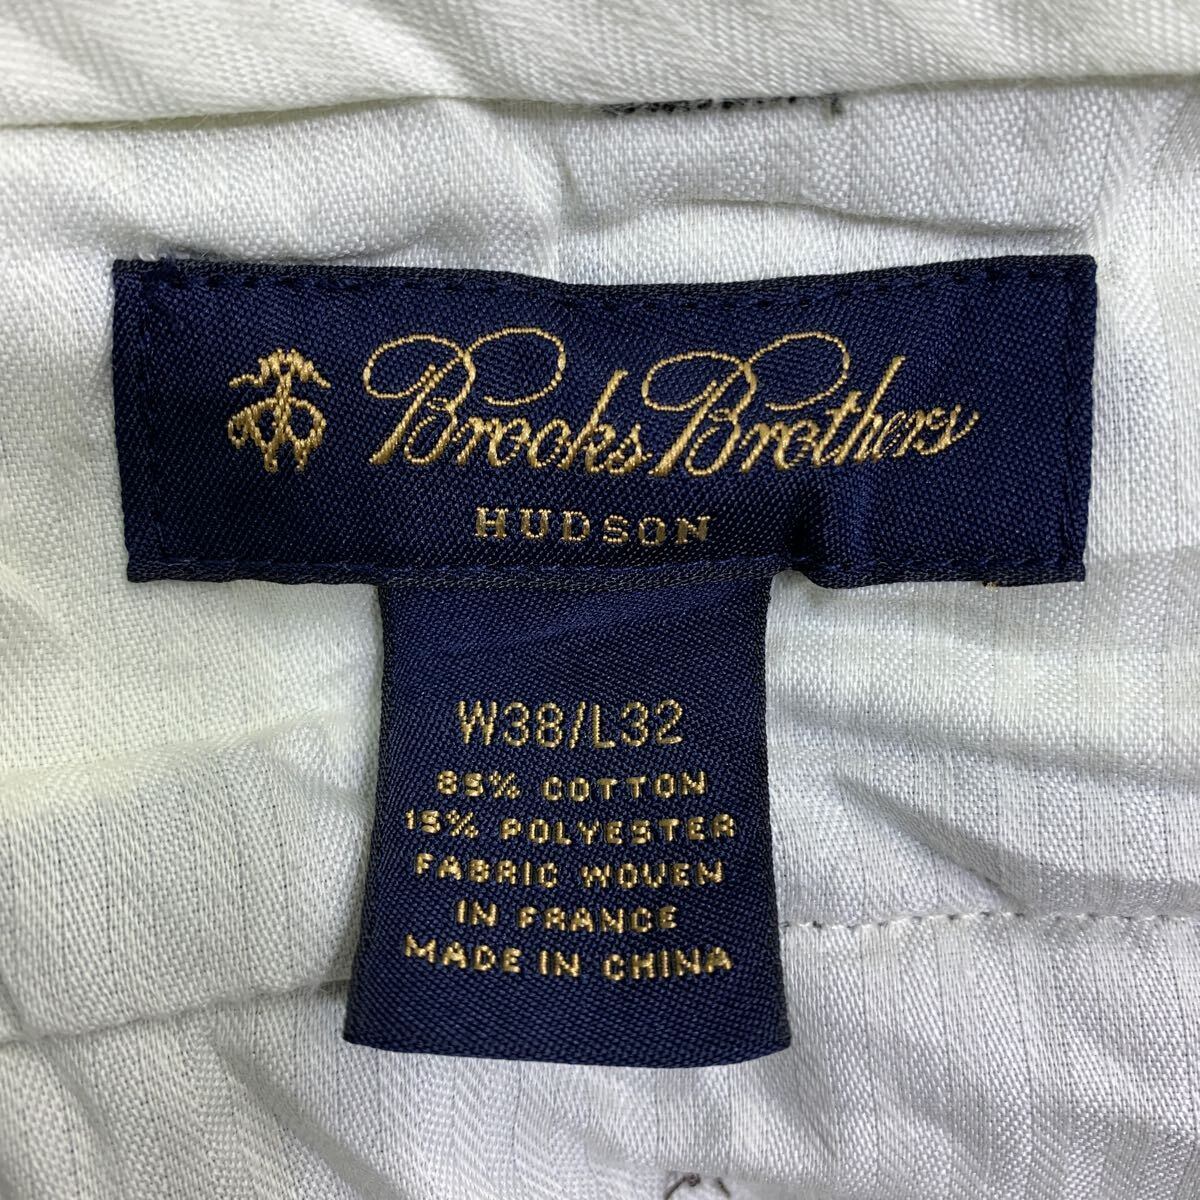 Brooks Brothers
HUDSON
W38/L32
85% COTTON
15% POLYESTER
FABRIC WOVEN
IN FRANCE
MADE IN CHINA